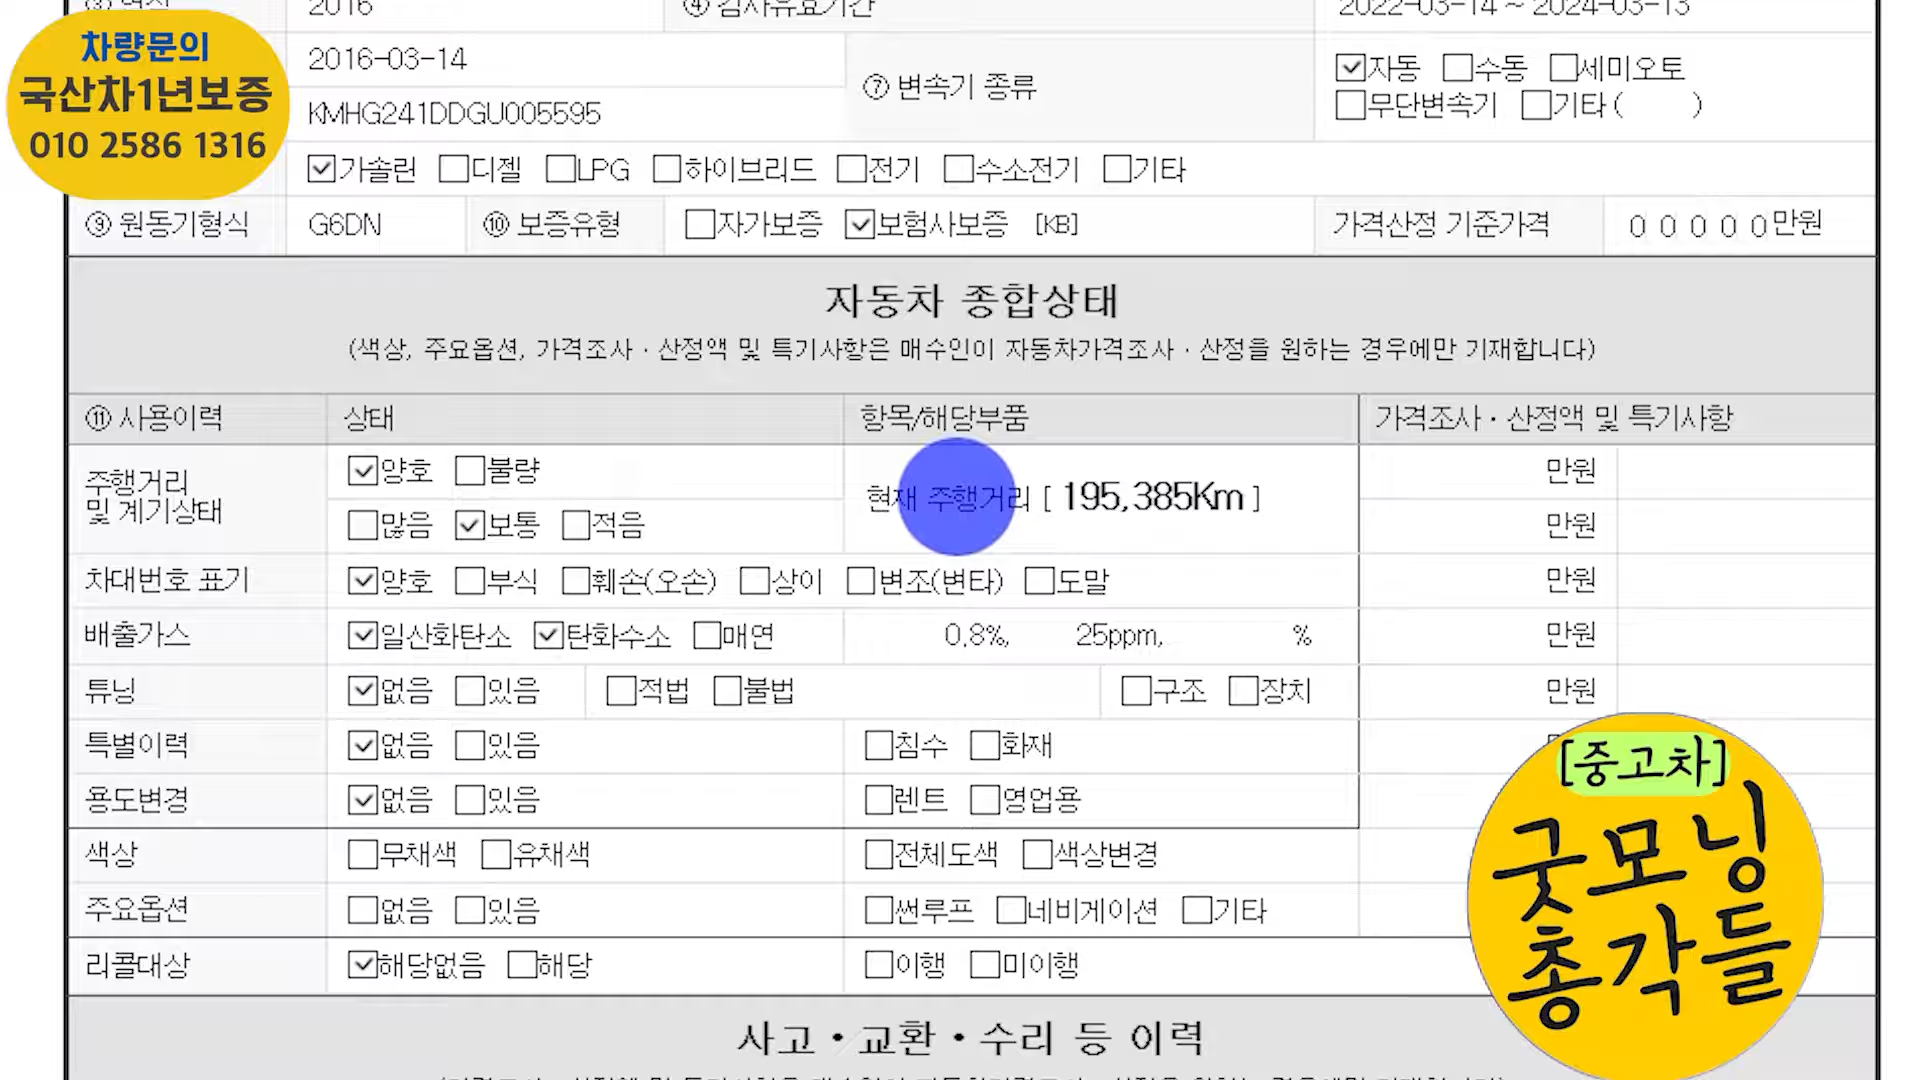 ③ 연식
2016
④ 검사유효기간
2022-03-14 ~ 2024-03-13
차량문의
국산차1년보증
010 2586 1316
2016-03-14
KMHG241DDGU005595
⑦ 변속기 종류
자동 수동 세미오토
무단변속기 기타 ( )
가솔린 디젤 LPG 하이브리드 전기 수소전기 기타
⑨ 원동기형식 G6DN ⑩ 보증유형 자가보증 보험사보증 [KB] 가격산정 기준가격 0 0 0 0 0만원
자동차 종합상태
(색상, 주요옵션, 가격조사 · 산정액 및 특기사항은 매수인이 자동차가격조사 · 산정을 원하는 경우에만 기재합니다)
⑪ 사용이력 상태 항목/해당부품 가격조사 · 산정액 및 특기사항
주행거리
및 계기상태
양호 불량
많음 보통 적음
현재 주행거리 [ 195,385Km ]
만원
만원
차대번호 표기 양호 부식 훼손(오손) 상이 변조(변타) 도말 만원
배출가스 일산화탄소 탄화수소 매연 0.8%, 25ppm, % 만원
튜닝 없음 있음 적법 불법 구조 장치 만원
특별이력 없음 있음 침수 화재
용도변경 없음 있음 렌트 영업용
색상 무채색 유채색 전체도색 색상변경
주요옵션 없음 있음 썬루프 네비게이션 기타
리콜대상 해당없음 해당 이행 미이행
[중고차]
굿모닝
총각들
사고 · 교환 · 수리 등 이력